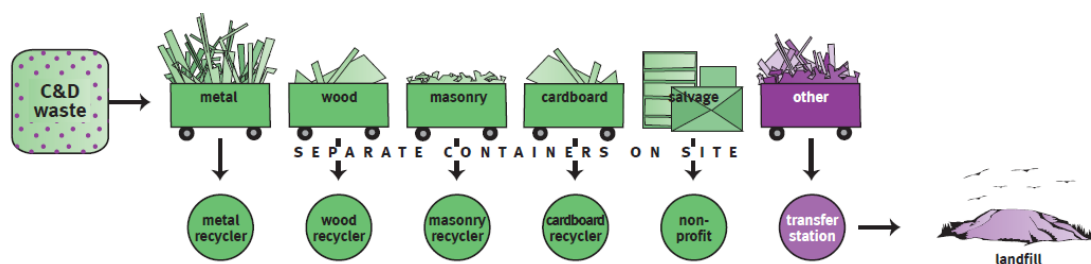 C&D
waste
metal
wood
masonry
cardboard
salvage
other
SEPARATE CONTAINERS ON SITE
metal
recycler
wood
recycler
masonry
recycler
cardboard
recycler
non-
profit
transfer
station
landfill